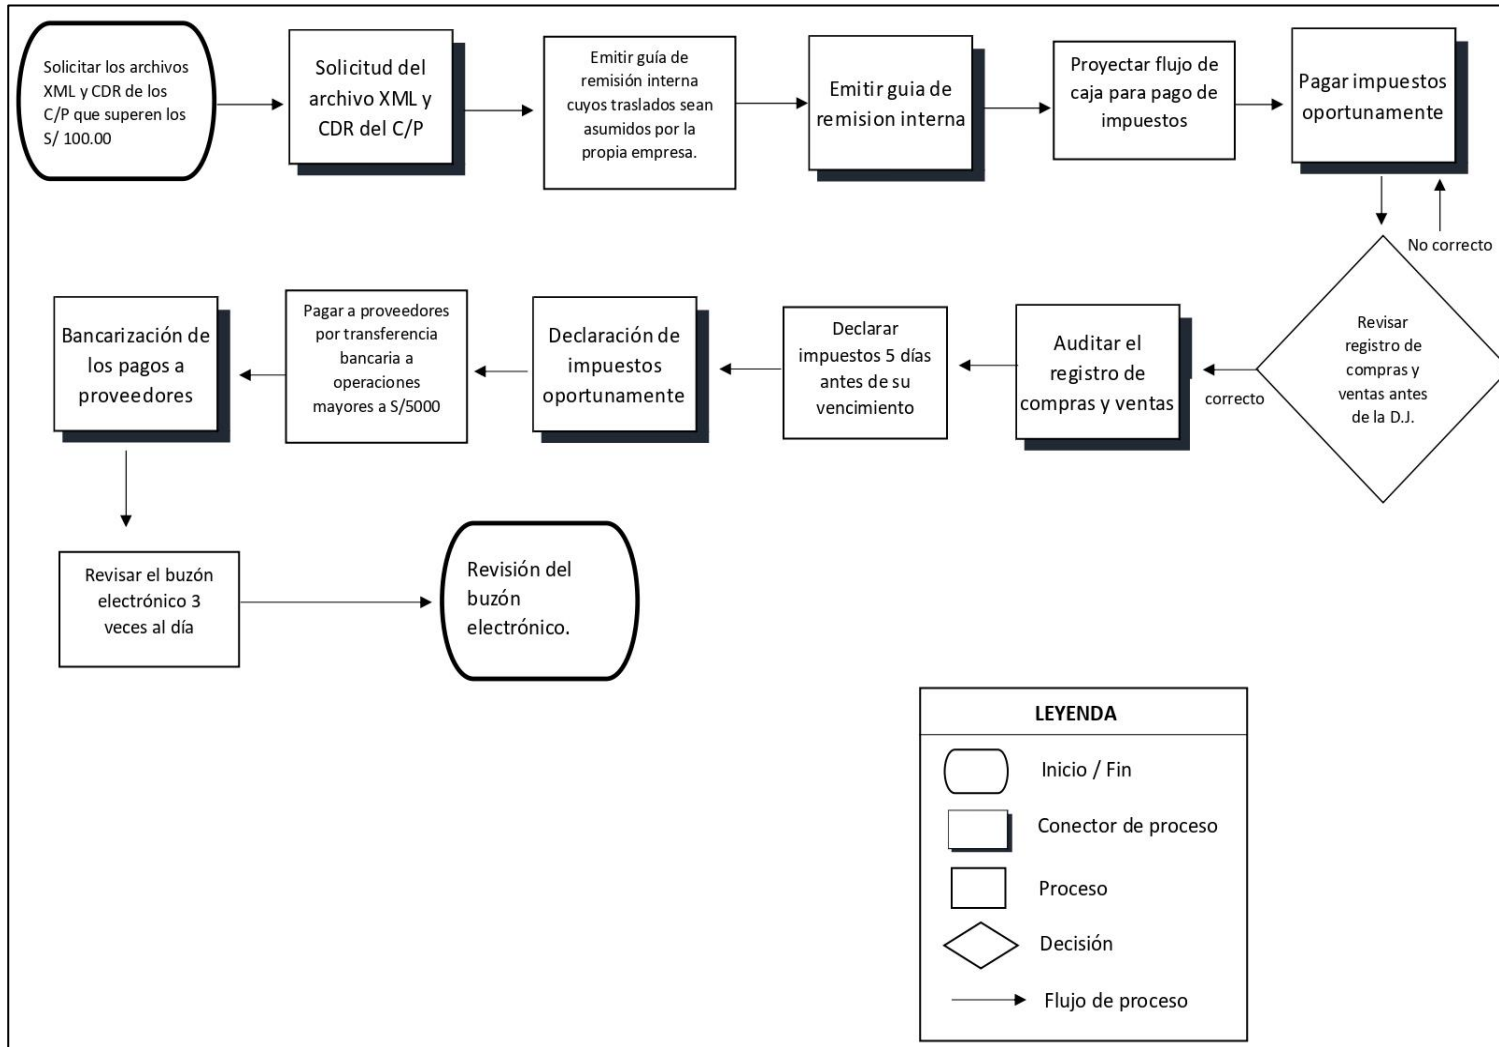 Solicitar los archivos
XML y CDR de los
C/P que superen los
S/ 100.00
Solicitud del
archivo XML y
CDR del C/P
Emitir guía de
remisión interna
cuyos traslados sean
asumidos por la
propia empresa.
Emitir guia de
remision interna
Proyectar flujo de
caja para pago de
impuestos
Pagar impuestos
oportunamente
No correcto
Revisar
registro de
compras y
ventas antes
de la D.J.
correcto
Auditar el
registro de
compras y ventas
Declarar
impuestos 5 días
antes de su
vencimiento
Declaración de
impuestos
oportunamente
Pagar a proveedores
por transferencia
bancaria a
operaciones
mayores a S/5000
Bancarización de
los pagos a
proveedores
Revisar el buzón
electrónico 3
veces al día
Revisión del
buzón
electrónico.
LEYENDA
Inicio / Fin
Conector de proceso
Proceso
Decisión
Flujo de proceso